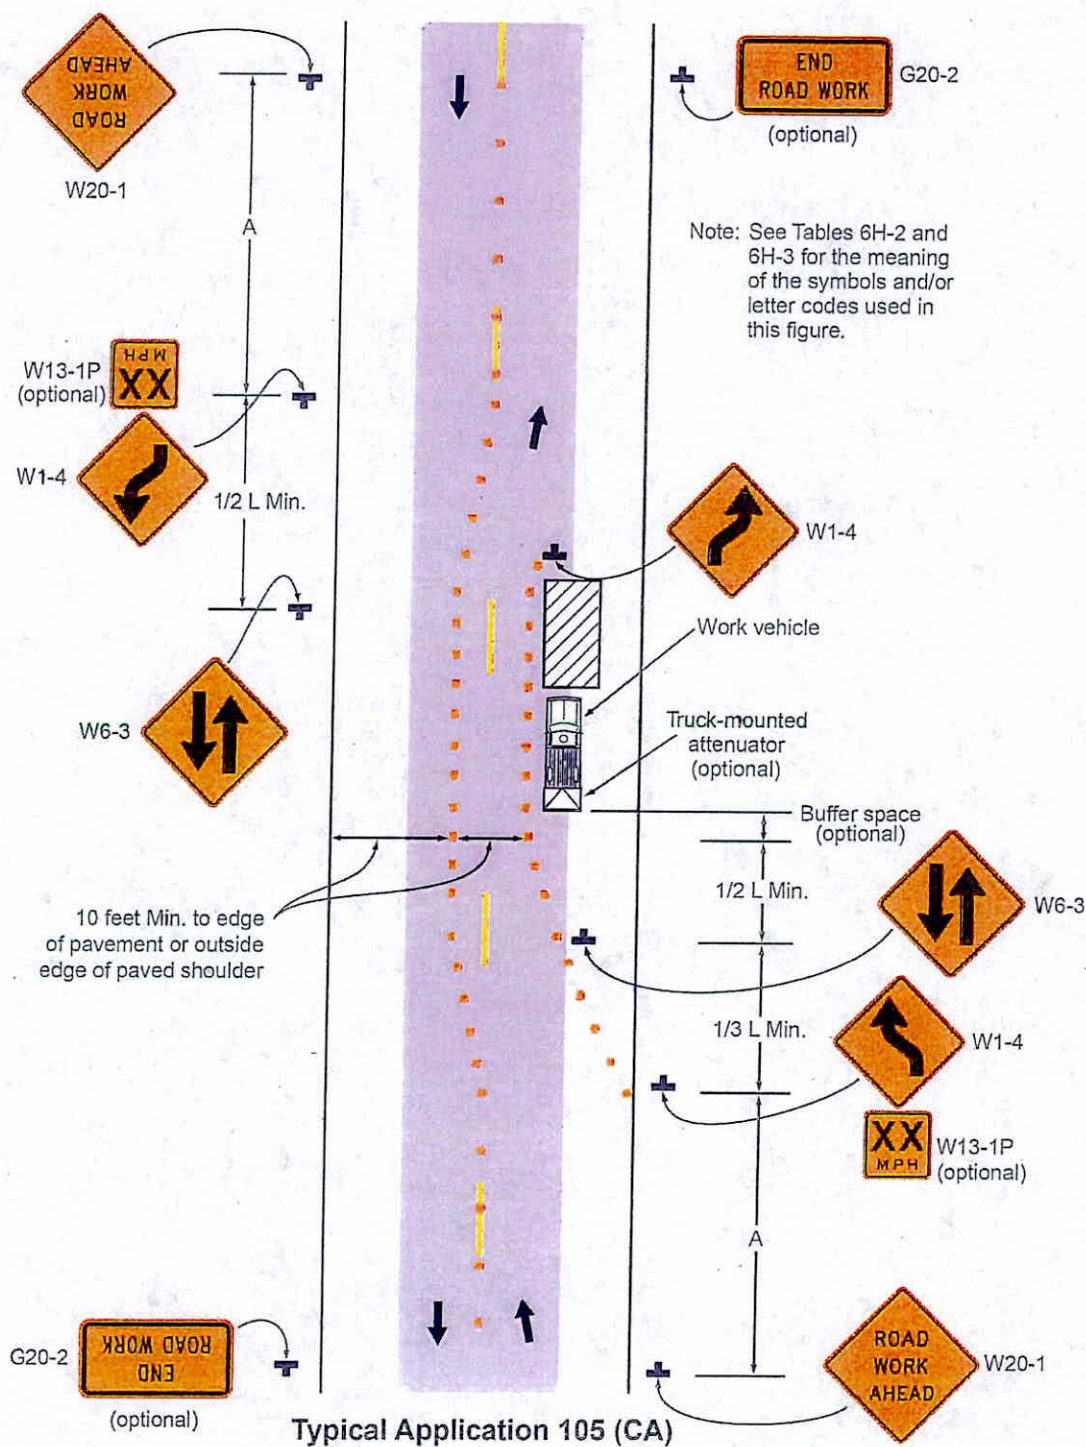 ROAD
WORK
AHEAD
W20-1
END
ROAD WORK
G20-2
(optional)
A
Note: See Tables 6H-2 and
6H-3 for the meaning
of the symbols and/or
letter codes used in
this figure.
W13-1P
(optional)
XX
MPH
W1-4
1/2 L Min.
W1-4
Work vehicle
W6-3
Truck-mounted
attenuator
(optional)
Buffer space
(optional)
1/2 L Min.
W6-3
10 feet Min. to edge
of pavement or outside
edge of paved shoulder
1/3 L Min.
W1-4
XX
MPH
W13-1P
(optional)
A
G20-2
END
ROAD WORK
(optional)
ROAD
WORK
AHEAD
W20-1
Typical Application 105 (CA)